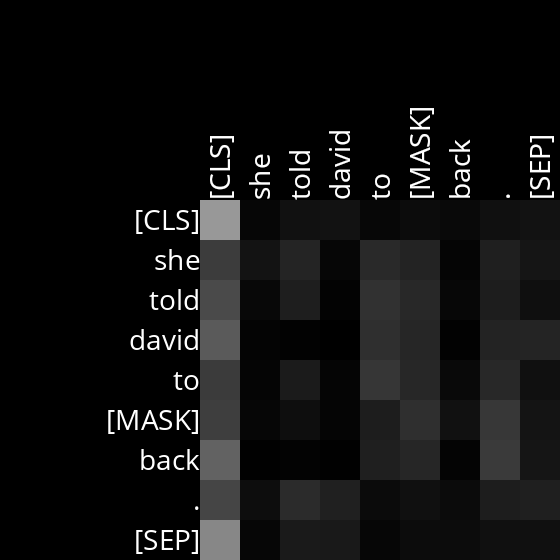 [CLS] she told david to [MASK] back . [SEP]
[CLS]
she
told
david
to
[MASK]
back
.
[SEP]